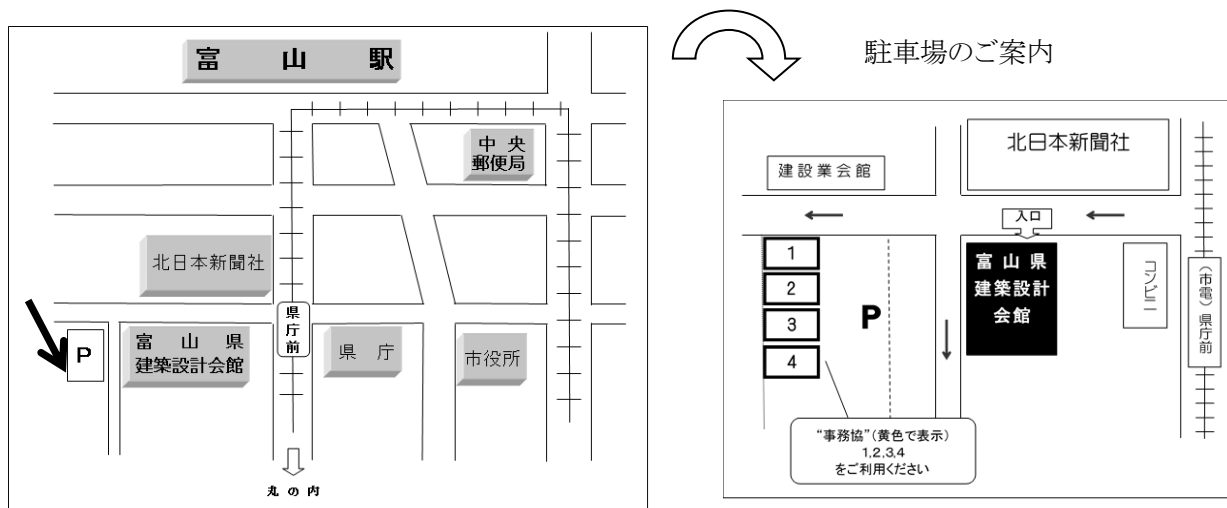 富山駅
中央
郵便局
北日本新聞社
県庁前
P
富山県
建築設計会館
県庁
市役所
丸の内
駐車場のご案内
北日本新聞社
建設業会館
入口
1
2
3
4
P
富山県
建築設計
会館
コンビニ
（市電）県庁前
“事務協”（黄色で表示）
1,2,3,4
をご利用ください